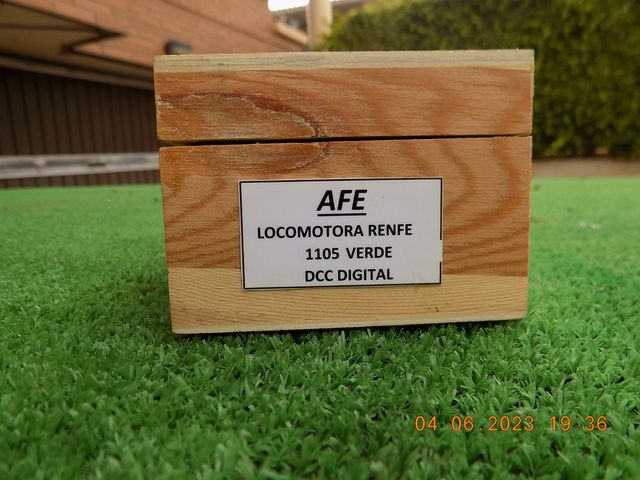 AFE
LOCOMOTORA RENFE
1105 VERDE
DCC DIGITAL
04.06.2023 19:36